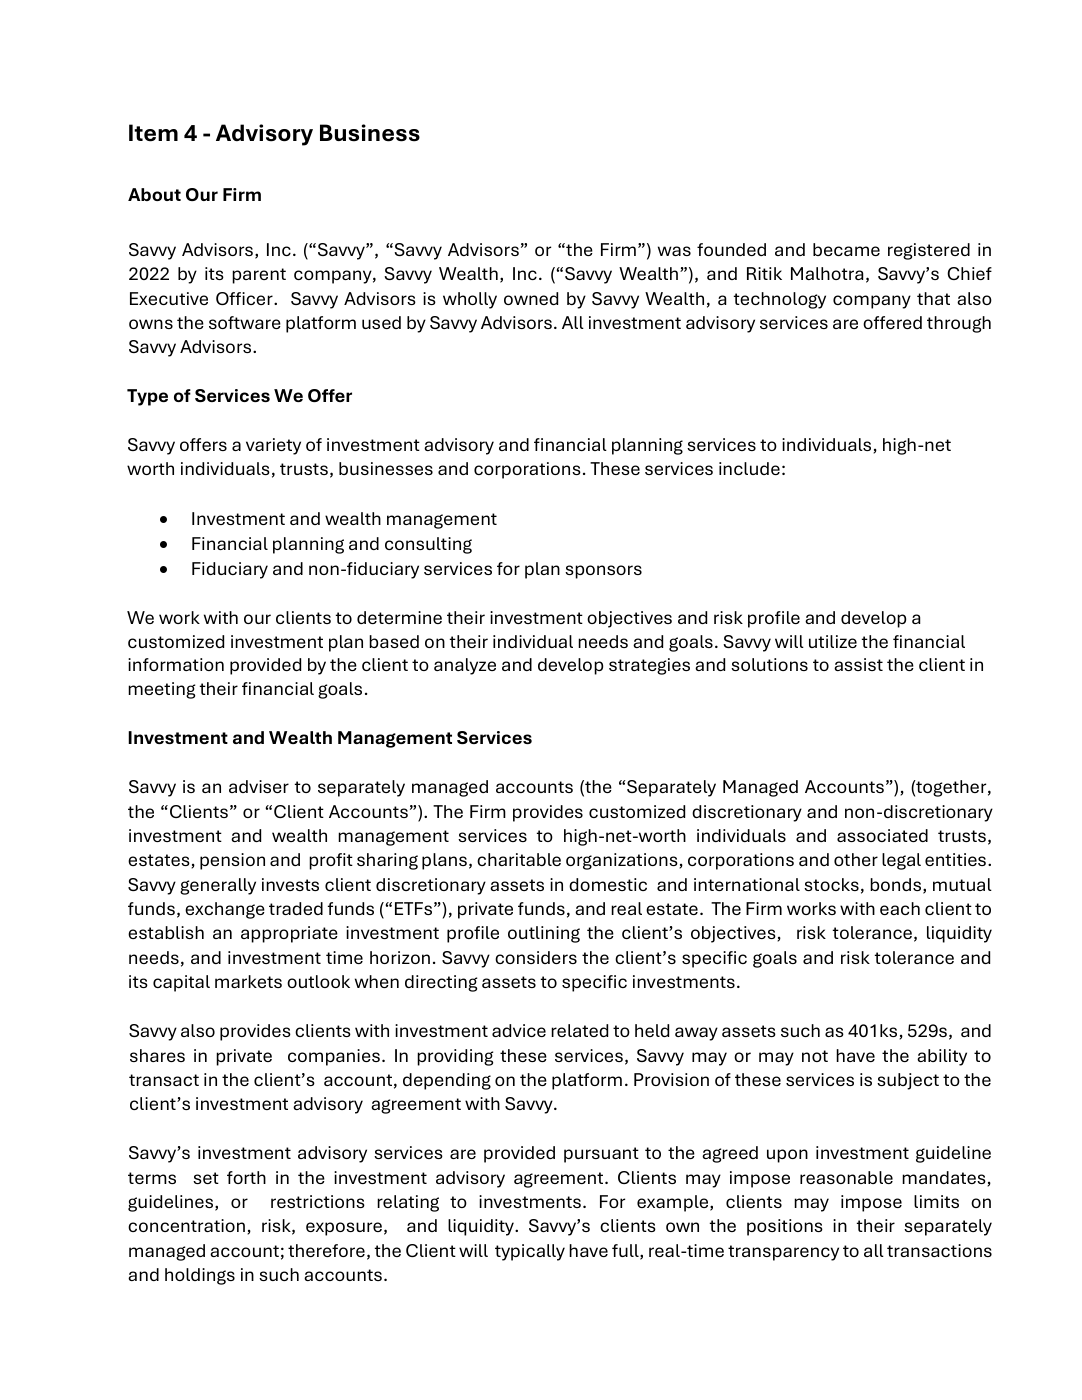 Item 4 - Advisory Business
About Our Firm
Savvy Advisors, Inc. (“Savvy”, “Savvy Advisors” or “the Firm”) was founded and became registered in
2022 by its parent company, Savvy Wealth, Inc. (“Savvy Wealth”), and Ritik Malhotra, Savvy’s Chief
Executive Officer.  Savvy Advisors is wholly owned by Savvy Wealth, a technology company that also
owns the software platform used by Savvy Advisors. All investment advisory services are offered through
Savvy Advisors.
Type of Services We Offer
Savvy offers a variety of investment advisory and financial planning services to individuals, high-net
worth individuals, trusts, businesses and corporations. These services include:
• Investment and wealth management
• Financial planning and consulting
• Fiduciary and non-fiduciary services for plan sponsors
We work with our clients to determine their investment objectives and risk profile and develop a
customized investment plan based on their individual needs and goals. Savvy will utilize the financial
information provided by the client to analyze and develop strategies and solutions to assist the client in
meeting their financial goals.
Investment and Wealth Management Services
Savvy is an adviser to separately managed accounts (the “Separately Managed Accounts”), (together,
the “Clients” or “Client Accounts”). The Firm provides customized discretionary and non-discretionary
investment and wealth management services to high-net-worth individuals and associated trusts,
estates, pension and  profit sharing plans, charitable organizations, corporations and other legal entities.
Savvy generally invests client discretionary assets in domestic  and international stocks, bonds, mutual
funds, exchange traded funds (“ETFs”), private funds, and real estate.  The Firm works with each client to
establish an appropriate investment profile outlining the client’s objectives,  risk tolerance, liquidity
needs, and investment time horizon. Savvy considers the client’s specific goals and risk tolerance and
its capital markets outlook when directing assets to specific investments.
Savvy also provides clients with investment advice related to held away assets such as 401ks, 529s,  and
shares in private  companies. In providing these services, Savvy may or may not have the ability to
transact in the client’s  account, depending on the platform. Provision of these services is subject to the
client’s investment advisory  agreement with Savvy.
Savvy’s investment advisory services are provided pursuant to the agreed upon investment guideline
terms  set forth in the investment advisory agreement. Clients may impose reasonable mandates,
guidelines, or  restrictions relating to investments. For example, clients may impose limits on
concentration, risk, exposure,  and liquidity. Savvy’s clients own the positions in their separately
managed account; therefore, the Client will  typically have full, real-time transparency to all transactions
and holdings in such accounts.